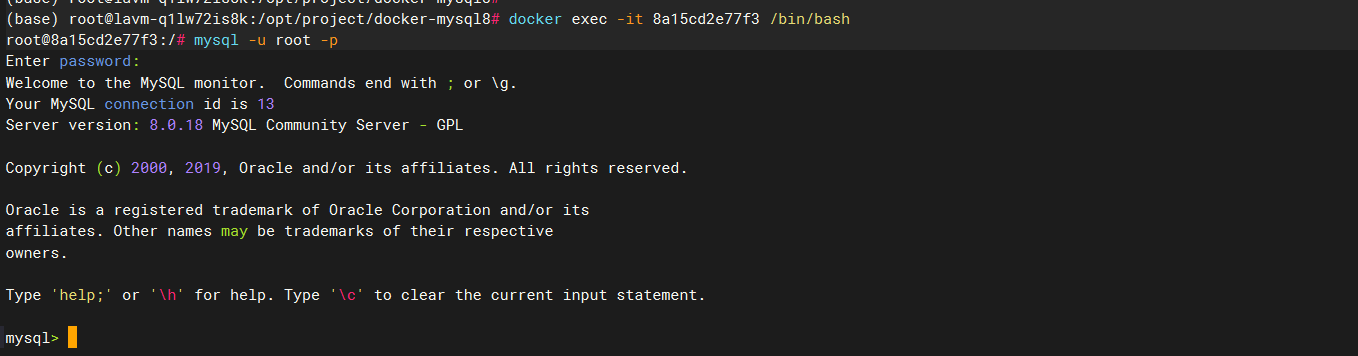 (base) root@lavm-q1lw72is8k:/opt/project/docker-mysql8#
(base) root@lavm-q1lw72is8k:/opt/project/docker-mysql8# docker exec -it 8a15cd2e77f3 /bin/bash
root@8a15cd2e77f3:/# mysql -u root -p
Enter password:
Welcome to the MySQL monitor.  Commands end with ; or \g.
Your MySQL connection id is 13
Server version: 8.0.18 MySQL Community Server - GPL
Copyright (c) 2000, 2019, Oracle and/or its affiliates. All rights reserved.
Oracle is a registered trademark of Oracle Corporation and/or its
affiliates. Other names may be trademarks of their respective
owners.
Type 'help;' or '\h' for help. Type '\c' to clear the current input statement.
mysql>